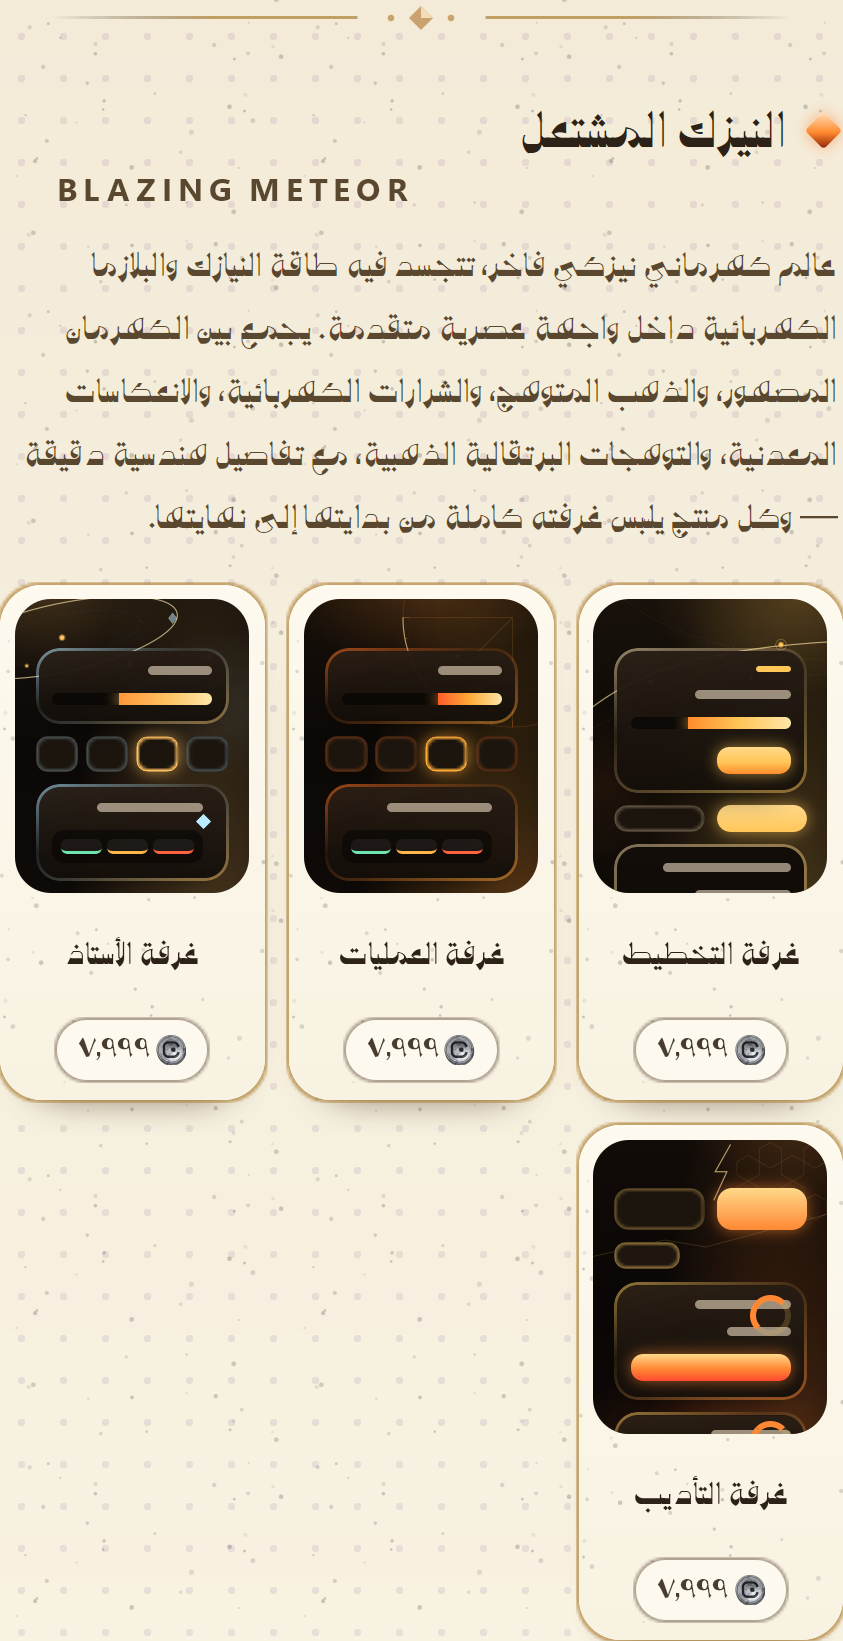 النيزك المشتعل
BLAZING METEOR
عالم كهرماني نيزكي فاخر، تتجسد فيه طاقة النيازك والبلازما
الكهربائية داخل واجهة عصرية متقدمة. يجمع بين الكهرمان
المصهور، والذهب المتوهج، والشرارات الكهربائية، والانعكاسات
المعدنية، والتوهجات البرتقالية الذهبية، مع تفاصيل هندسية دقيقة
— وكل منتج يلبس غرفته كاملة من بدايتها إلى نهايتها.
غرفة التخطيط
٧,٩٩٩
غرفة العمليات
٧,٩٩٩
غرفة الأستاذ
٧,٩٩٩
غرفة التأديب
٧,٩٩٩